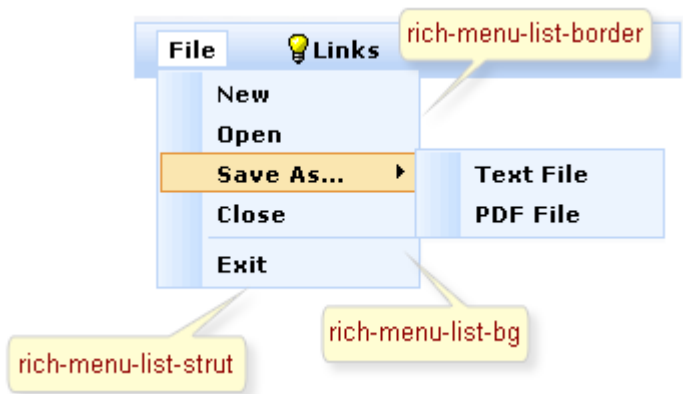 File Links rich-menu-list-border
New
Open
Save As... Text File
Close PDF File
Exit
rich-menu-list-bg
rich-menu-list-strut